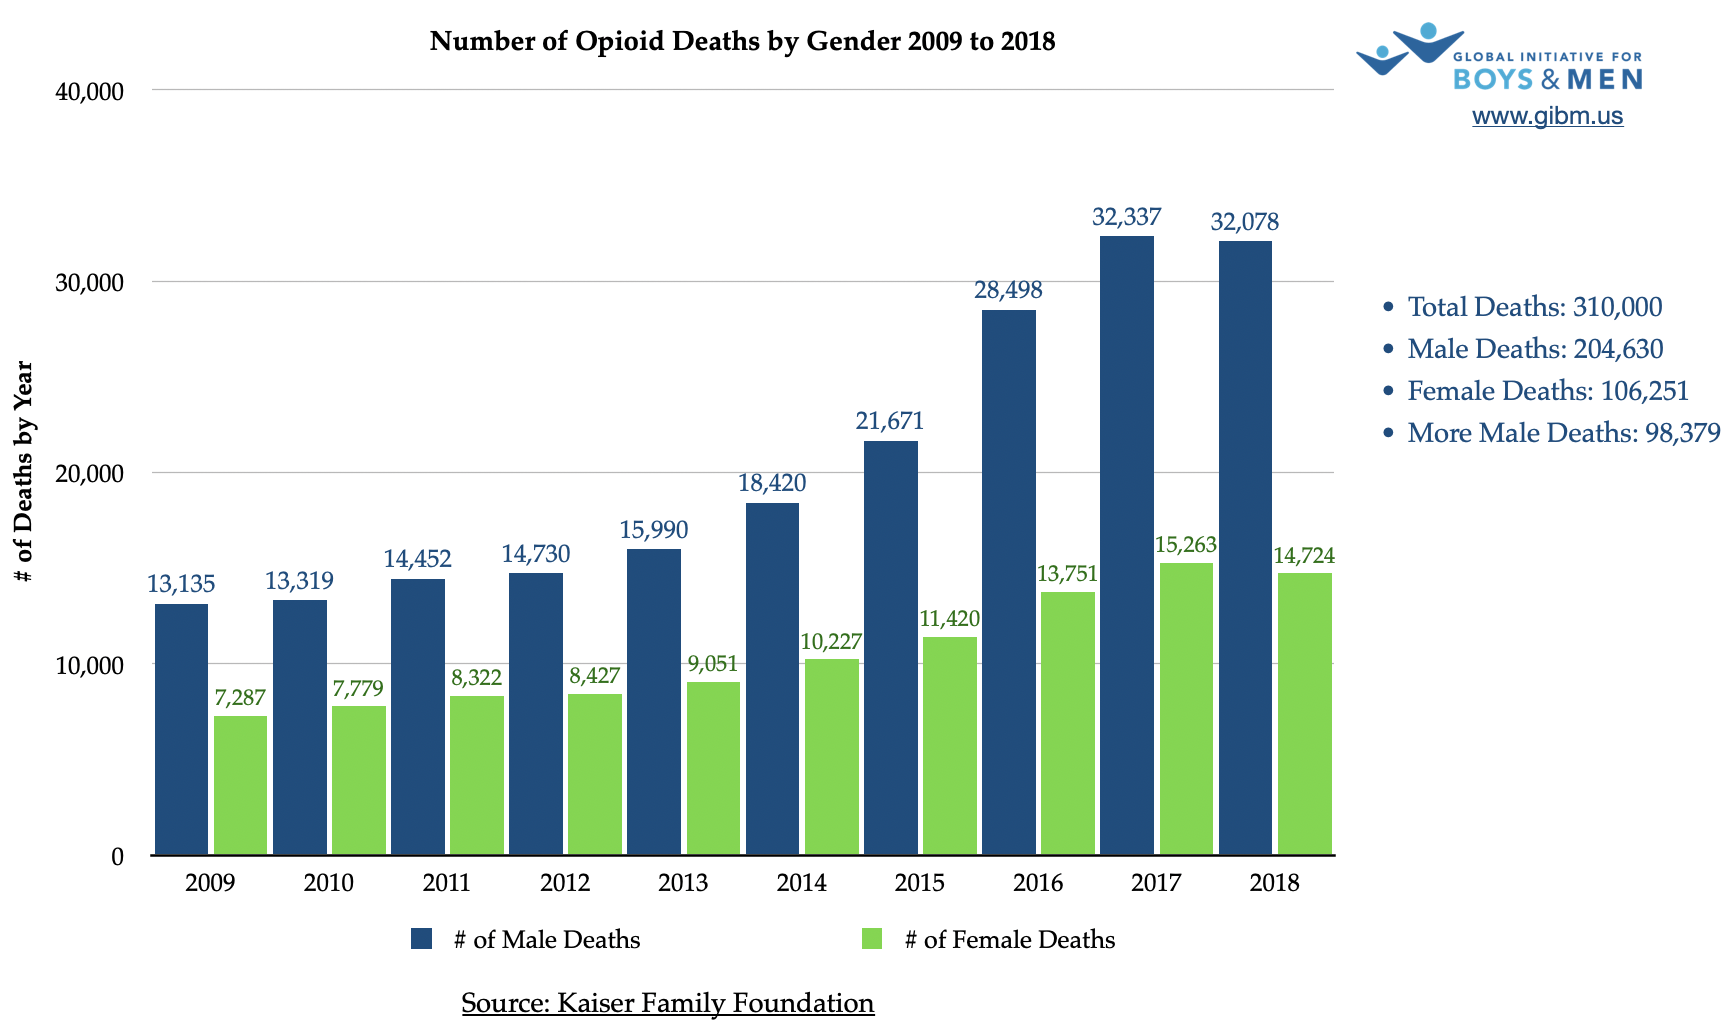 Number of Opioid Deaths by Gender 2009 to 2018
GLOBAL INITIATIVE FOR
BOYS & MEN
www.gibm.us
# of Deaths by Year
40,000
30,000
20,000
10,000
0
13,135
7,287
13,319
7,779
14,452
8,322
14,730
8,427
15,990
9,051
18,420
10,227
21,671
11,420
28,498
13,751
32,337
15,263
32,078
14,724
2009 2010 2011 2012 2013 2014 2015 2016 2017 2018
# of Male Deaths # of Female Deaths
Source: Kaiser Family Foundation
• Total Deaths: 310,000
• Male Deaths: 204,630
• Female Deaths: 106,251
• More Male Deaths: 98,379